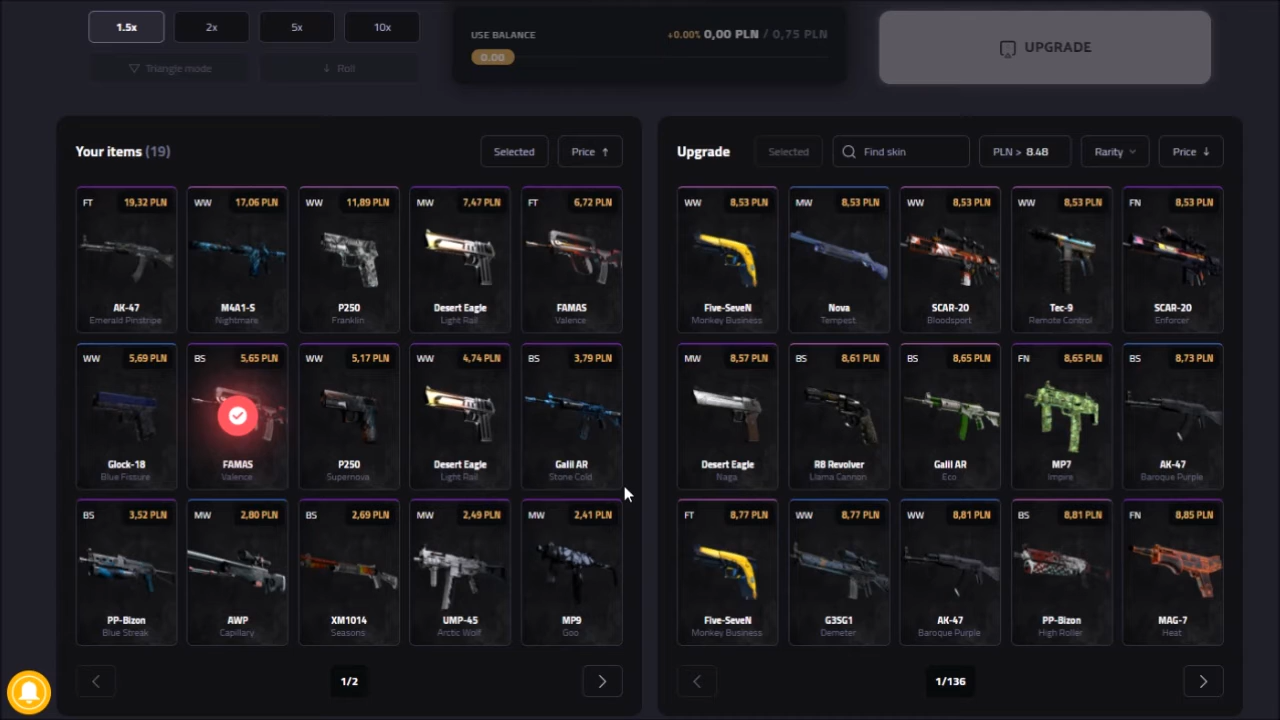 1.5x 2x 5x 10x
Triangle mode Roll
USE BALANCE +0.00% 0,00 PLN / 0,75 PLN
0.00
UPGRADE
Your items (19) Selected Price ↑
FT 19,32 PLN WW 17,06 PLN WW 11,89 PLN MW 7,47 PLN FT 6,72 PLN
AK-47 M4A1-S P250 Desert Eagle FAMAS
Emerald Pinstripe Nightmare Franklin Light Rail Valence
WW 5,69 PLN BS 5,65 PLN WW 5,17 PLN WW 4,74 PLN BS 3,79 PLN
Glock-18 FAMAS P250 Desert Eagle Galil AR
Blue Fissure Valence Supernova Light Rail Stone Cold
BS 3,52 PLN MW 2,80 PLN BS 2,69 PLN MW 2,49 PLN MW 2,41 PLN
PP-Bizon AWP XM1014 UMP-45 MP9
Blue Streak Capillary Seasons Arctic Wolf Goo
1/2
Upgrade Selected Find skin PLN > 8.48 Rarity Price ↓
WW 8,53 PLN MW 8,53 PLN WW 8,53 PLN WW 8,53 PLN FN 8,53 PLN
Five-SeveN Nova SCAR-20 Tec-9 SCAR-20
Monkey Business Tempest Bloodsport Remote Control Enforcer
MW 8,57 PLN BS 8,61 PLN BS 8,65 PLN FN 8,65 PLN BS 8,73 PLN
Desert Eagle R8 Revolver Galil AR MP7 AK-47
Naga Llama Cannon Eco Impire Baroque Purple
FT 8,77 PLN WW 8,77 PLN WW 8,81 PLN BS 8,81 PLN FN 8,85 PLN
Five-SeveN G3SG1 AK-47 PP-Bizon MAG-7
Monkey Business Demeter Baroque Purple High Roller Heat
1/136